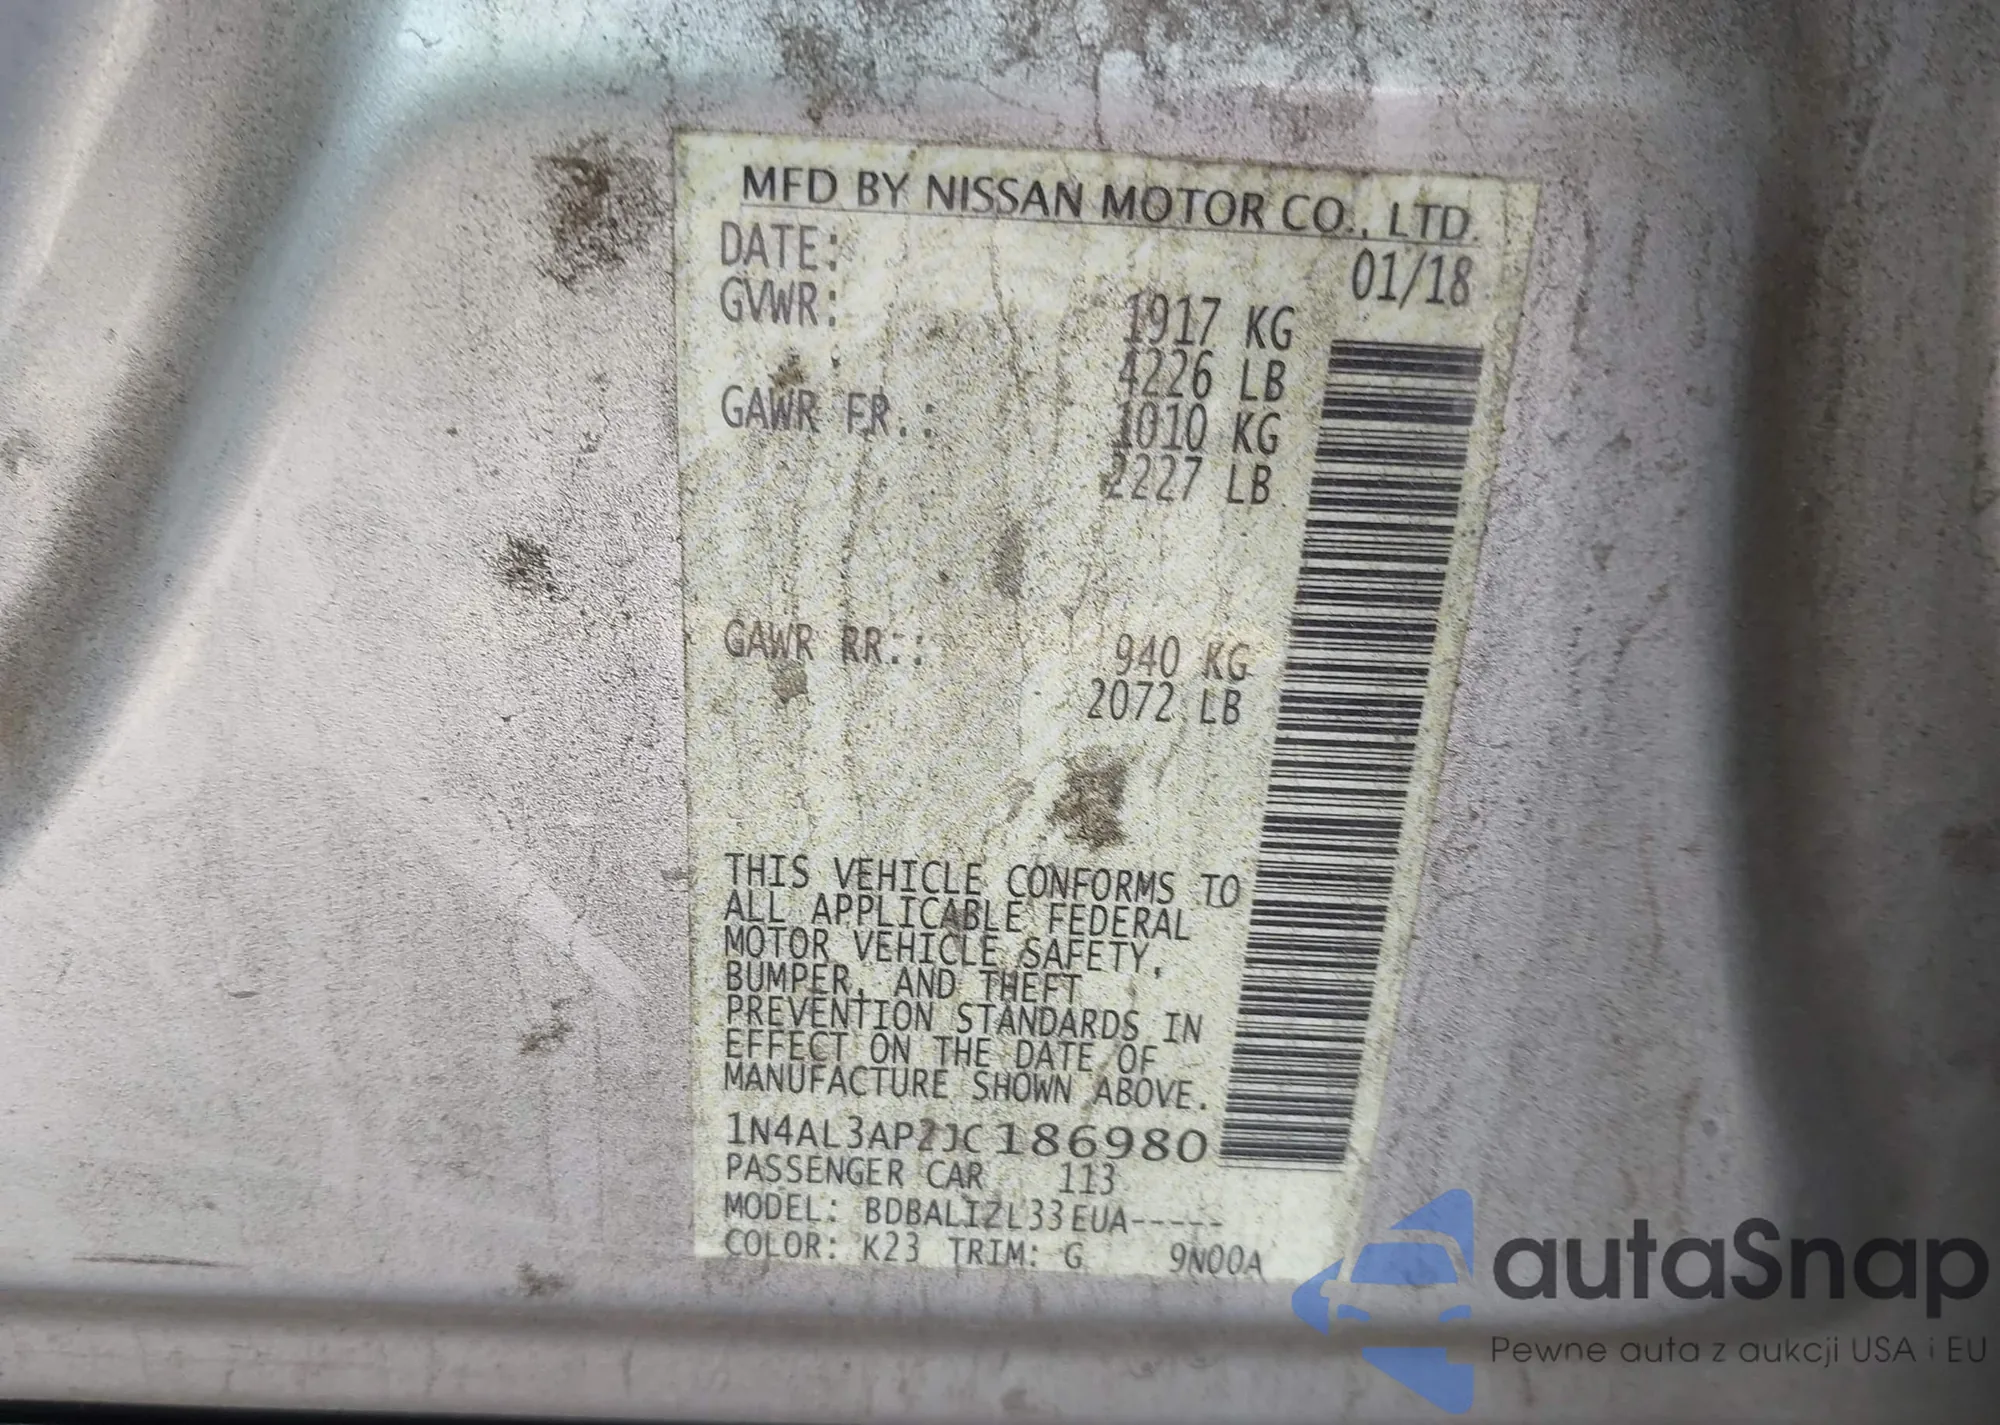 MFD BY NISSAN MOTOR CO., LTD.
DATE: 01/18
GVWR: 1917 KG
4226 LB
GAWR FR.: 1010 KG
2227 LB
GAWR RR.: 940 KG
2072 LB
THIS VEHICLE CONFORMS TO
ALL APPLICABLE FEDERAL
MOTOR VEHICLE SAFETY,
BUMPER, AND THEFT
PREVENTION STANDARDS IN
EFFECT ON THE DATE OF
MANUFACTURE SHOWN ABOVE.
1N4AL3AP2JC186980
PASSENGER CAR 113
MODEL: BDBALIZL33EUA-----
COLOR: K23 TRIM: G 9N00A
autaSnap
Pewne auta z aukcji USA i EU